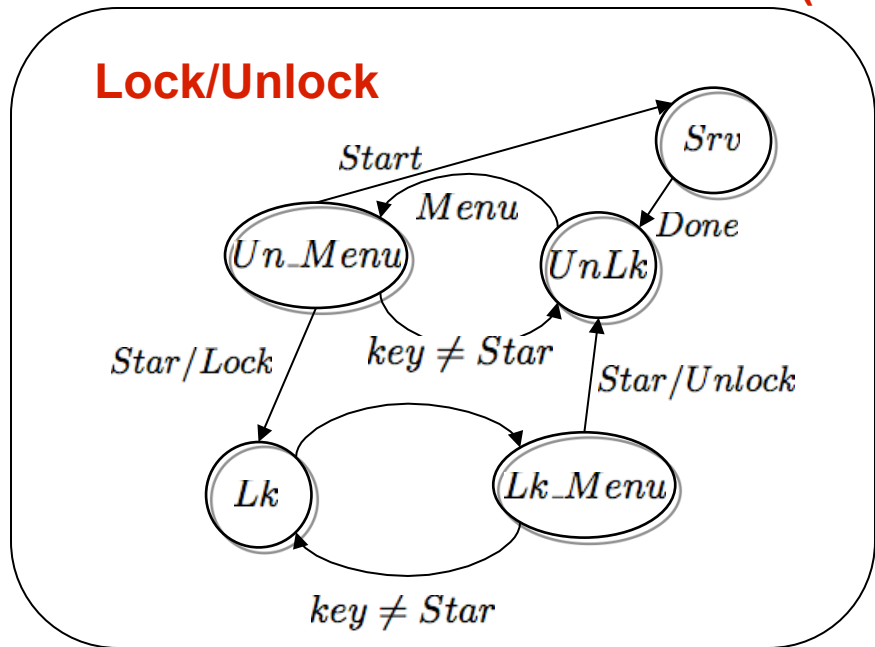 (
Lock/Unlock
Srv
Start
Menu
Done
Un_Menu
UnLk
key ≠ Star
Star/Lock
Star/Unlock
Lk
Lk_Menu
key ≠ Star